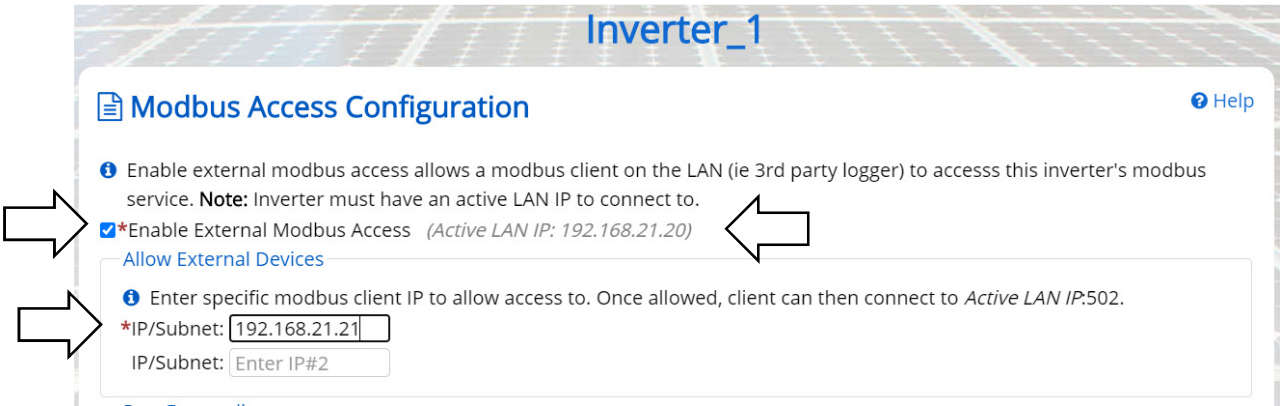 Inverter_1
Modbus Access Configuration
Help
Enable external modbus access allows a modbus client on the LAN (ie 3rd party logger) to accesss this inverter's modbus
service. Note: Inverter must have an active LAN IP to connect to.
*Enable External Modbus Access (Active LAN IP: 192.168.21.20)
Allow External Devices
Enter specific modbus client IP to allow access to. Once allowed, client can then connect to Active LAN IP:502.
*IP/Subnet: 192.168.21.21
IP/Subnet: Enter IP#2